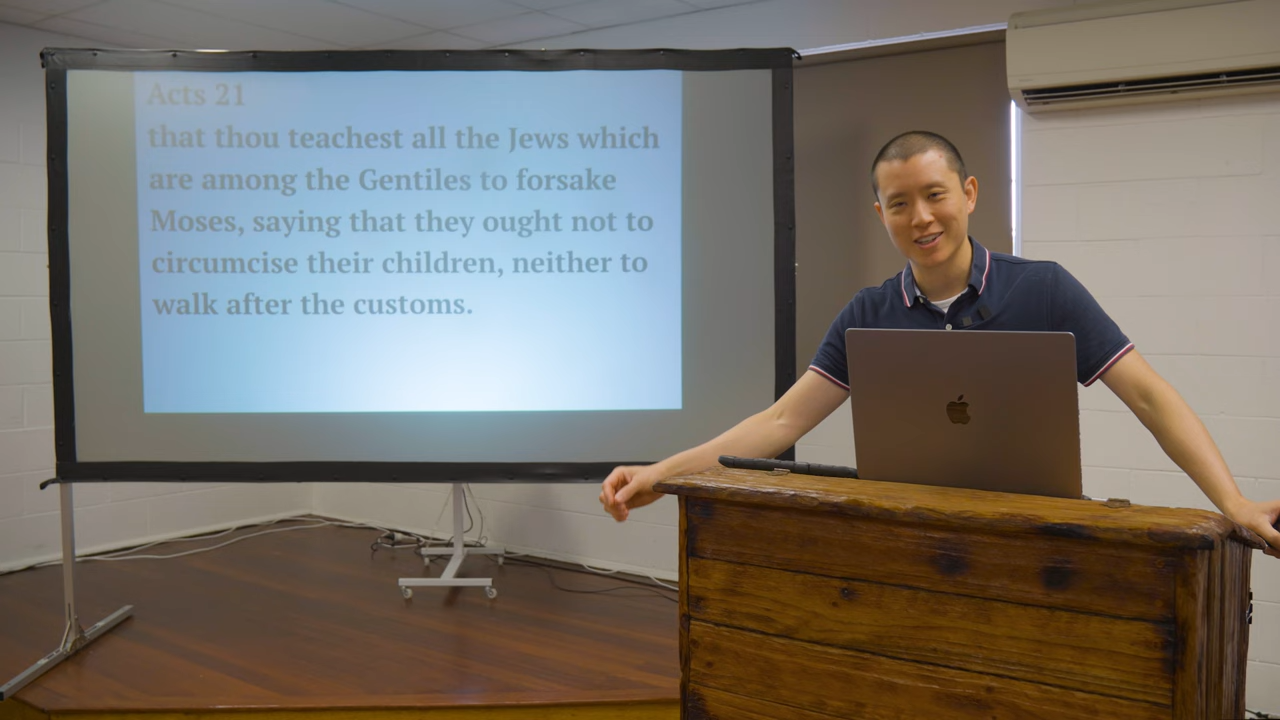 Acts 21
that thou teachest all the Jews which
are among the Gentiles to forsake
Moses, saying that they ought not to
circumcise their children, neither to
walk after the customs.